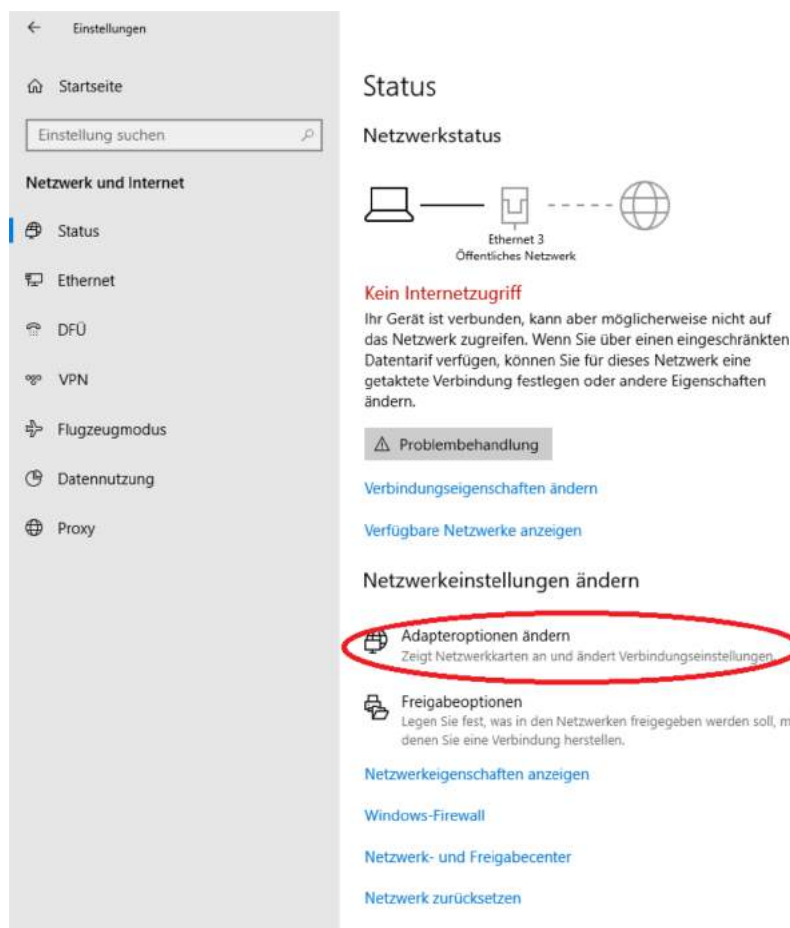 Einstellungen
Startseite
Einstellung suchen
Netzwerk und Internet
Status
Ethernet
DFÜ
VPN
Flugzeugmodus
Datennutzung
Proxy
Status
Netzwerkstatus
Ethernet 3
Öffentliches Netzwerk
Kein Internetzugriff
Ihr Gerät ist verbunden, kann aber möglicherweise nicht auf
das Netzwerk zugreifen. Wenn Sie über einen eingeschränkten
Datentarif verfügen, können Sie für dieses Netzwerk eine
getaktete Verbindung festlegen oder andere Eigenschaften
ändern.
Problembehandlung
Verbindungseigenschaften ändern
Verfügbare Netzwerke anzeigen
Netzwerkeinstellungen ändern
Adapteroptionen ändern
Zeigt Netzwerkkarten an und ändert Verbindungseinstellungen.
Freigabeoptionen
Legen Sie fest, was in den Netzwerken freigegeben werden soll, m
denen Sie eine Verbindung herstellen.
Netzwerkeigenschaften anzeigen
Windows-Firewall
Netzwerk- und Freigabecenter
Netzwerk zurücksetzen